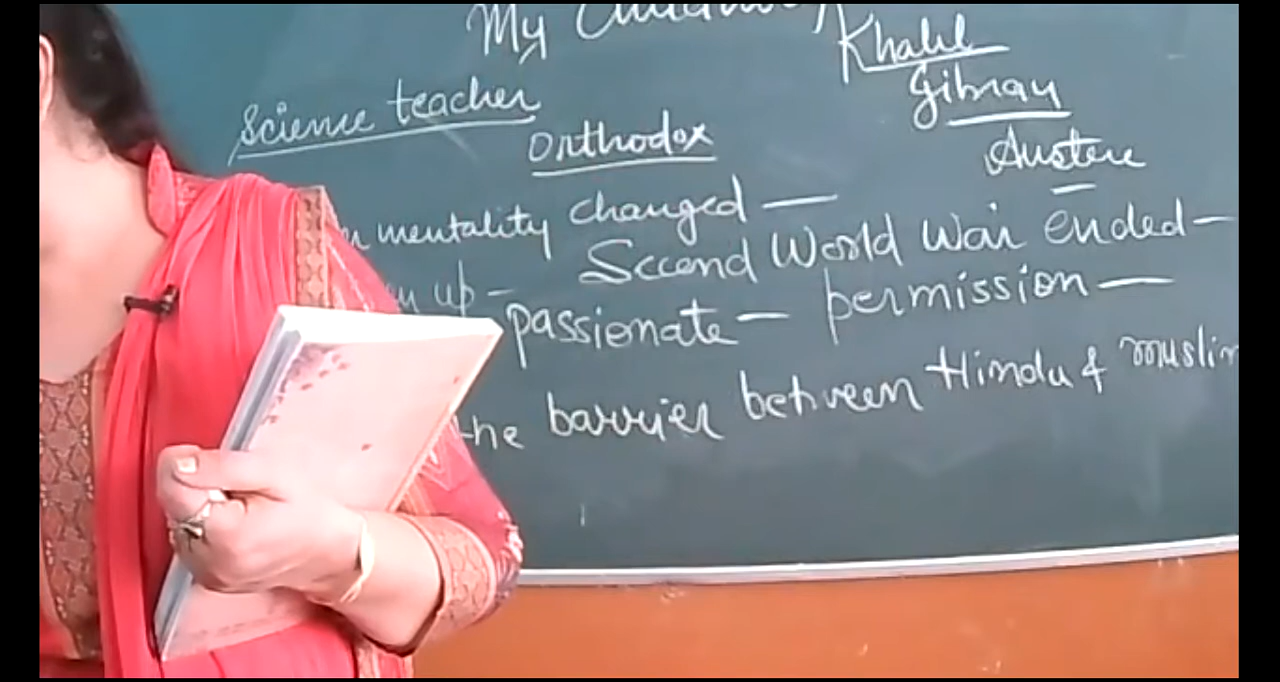 My Childhood
Khalil
Gibran
Science teacher
Orthodox
Austere
mentality changed —
Second World War ended —
up —
passionate — permission —
the barrier between Hindu & muslim